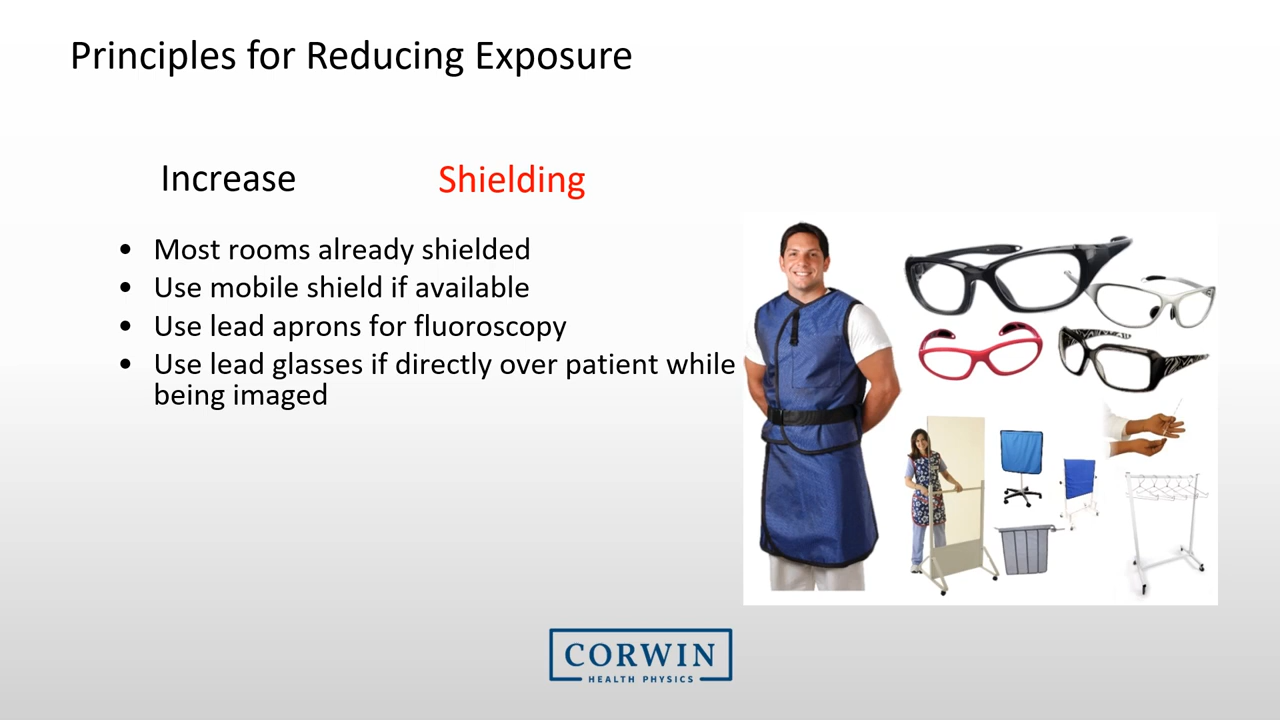 Principles for Reducing Exposure
Increase Shielding
• Most rooms already shielded
• Use mobile shield if available
• Use lead aprons for fluoroscopy
• Use lead glasses if directly over patient while
being imaged
CORWIN
HEALTH PHYSICS